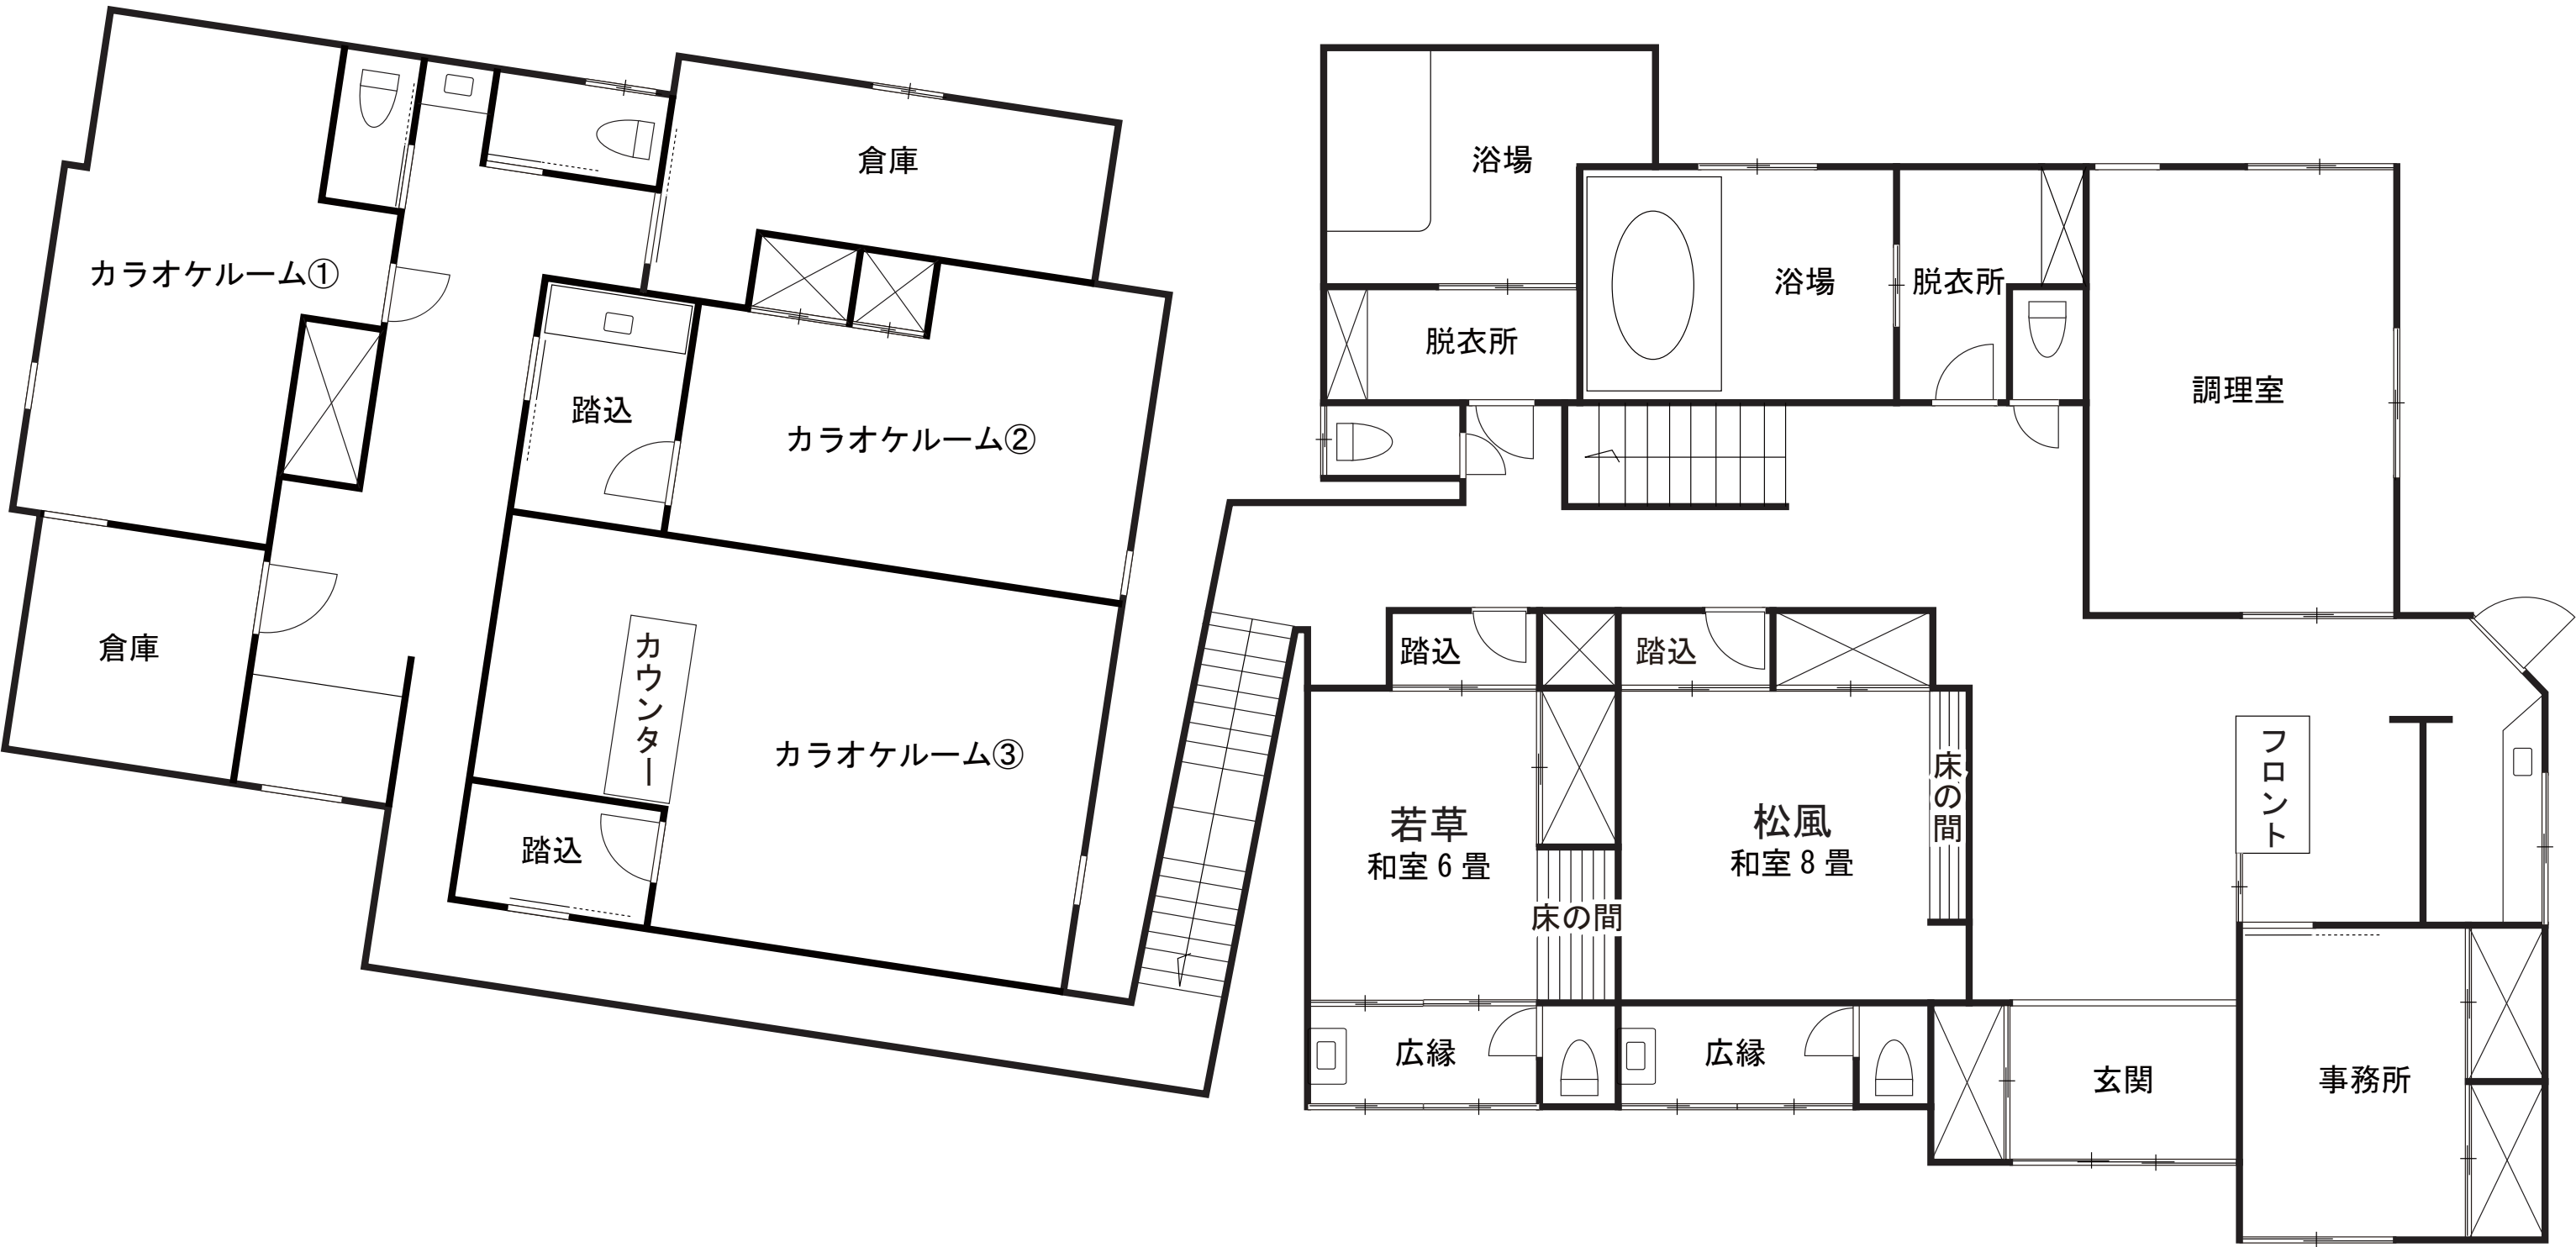 倉庫
カラオケルーム①
踏込
カラオケルーム②
倉庫
カウンター
カラオケルーム③
踏込
浴場
浴場
脱衣所
脱衣所
調理室
踏込
踏込
若草
和室6畳
床の間
松風
和室8畳
床の間
フロント
広縁
広縁
玄関
事務所